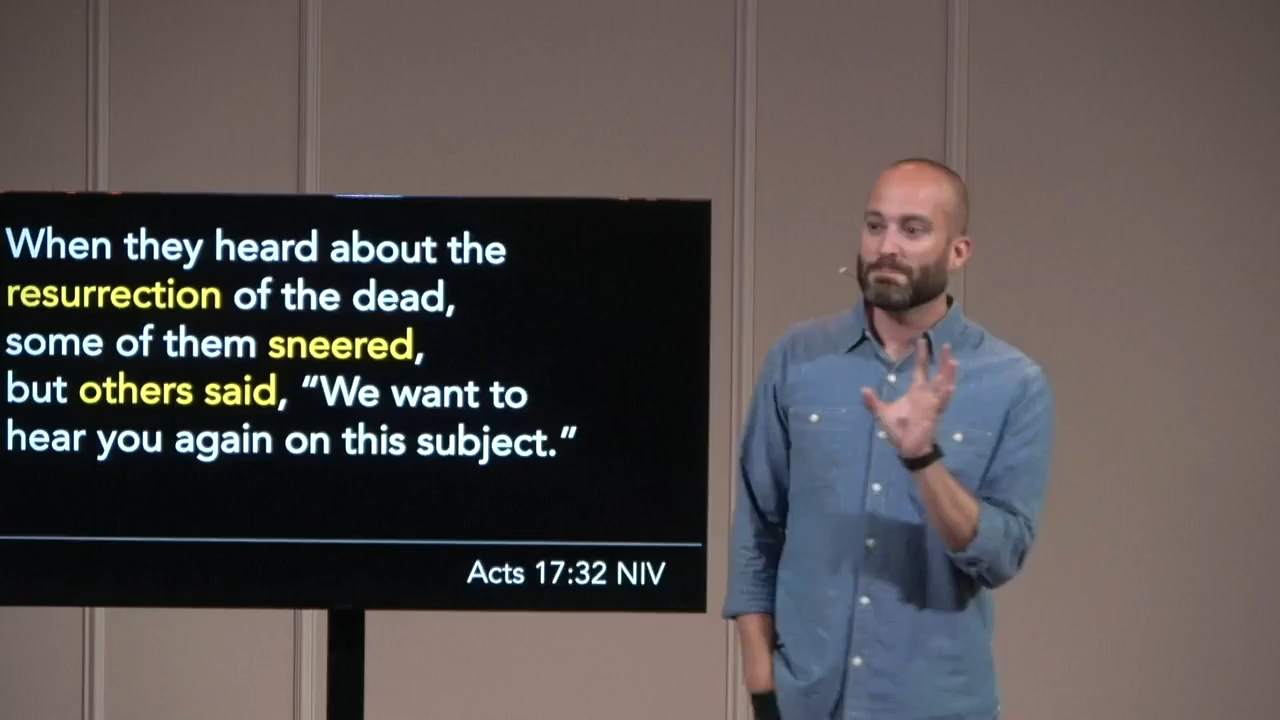 When they heard about the
resurrection of the dead,
some of them sneered,
but others said, “We want to
hear you again on this subject.”
Acts 17:32 NIV